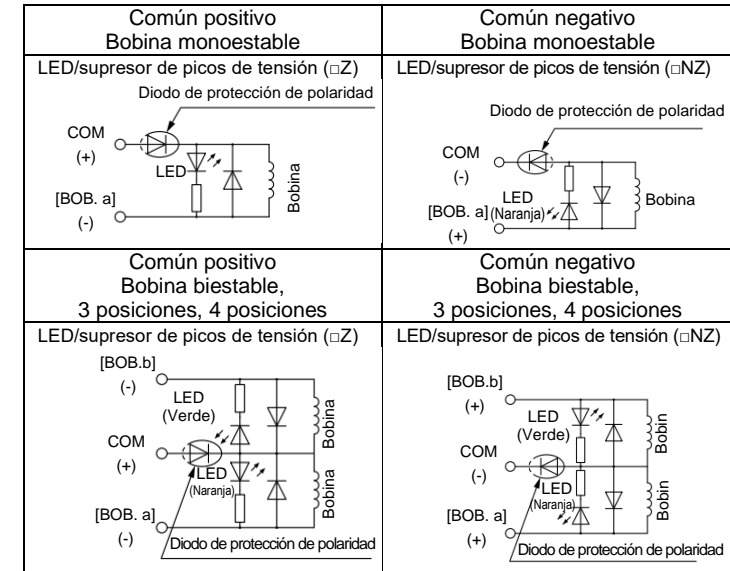 Común positivo
Bobina monoestable
LED/supresor de picos de tensión (□Z)
Diodo de protección de polaridad
COM
(+)
LED
[BOB. a]
(-)
Bobina
Común negativo
Bobina monoestable
LED/supresor de picos de tensión (□NZ)
Diodo de protección de polaridad
COM
(-)
LED
(Naranja)
[BOB. a]
(+)
Bobina
Común positivo
Bobina biestable,
3 posiciones, 4 posiciones
LED/supresor de picos de tensión (□Z)
[BOB.b]
(-)
LED
(Verde)
Bobina
COM
(+)
LED
(Naranja)
Bobina
[BOB. a]
(-)
Diodo de protección de polaridad
Común negativo
Bobina biestable,
3 posiciones, 4 posiciones
LED/supresor de picos de tensión (□NZ)
[BOB.b]
(+)
LED
(Verde)
Bobin
COM
(-)
LED
(Naranja)
Bobin
[BOB. a]
(+)
Diodo de protección de polaridad